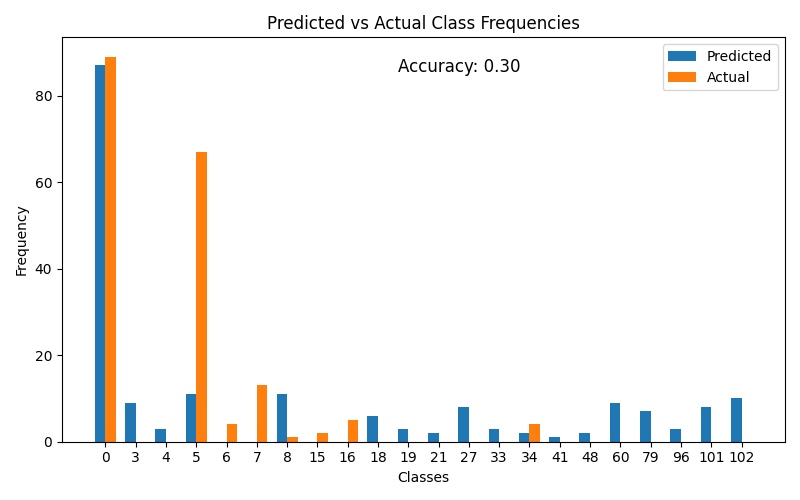 Predicted vs Actual Class Frequencies
Accuracy: 0.30
Predicted
Actual
Frequency
80
60
40
20
0
0 3 4 5 6 7 8 15 16 18 19 21 27 33 34 41 48 60 79 96 101 102
Classes